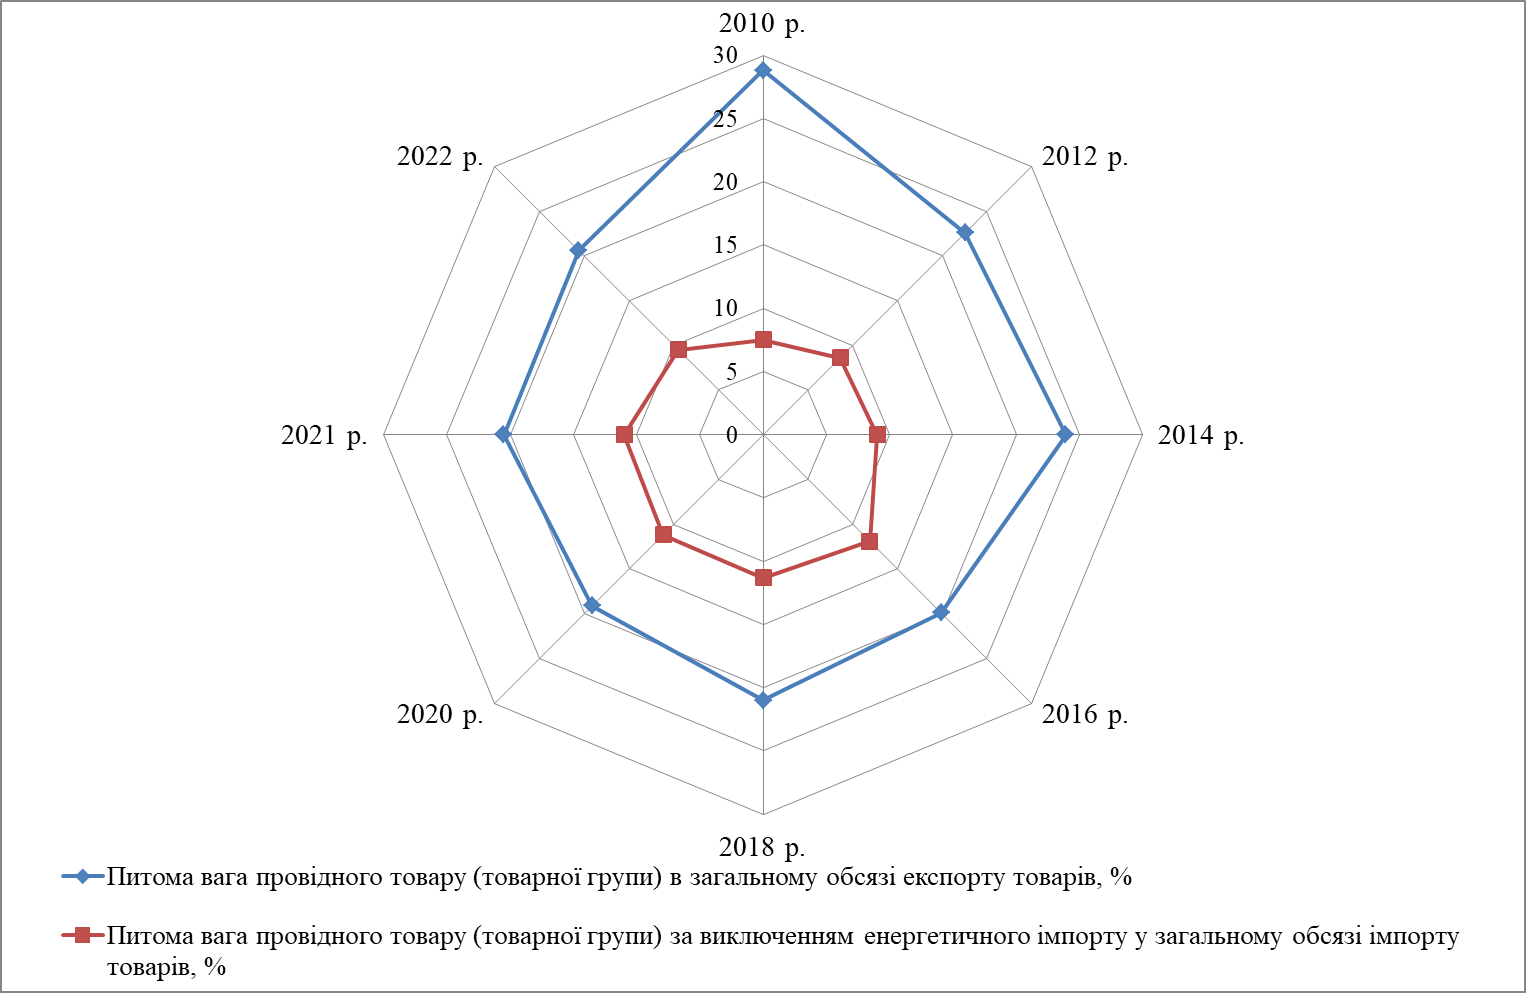 2010 р.
30
25
2022 р.
2012 р.
20
15
10
5
2021 р.
0
2014 р.
2020 р.
2016 р.
2018 р.
Питома вага провідного товару (товарної групи) в загальному обсязі експорту товарів, %
Питома вага провідного товару (товарної групи) за виключенням енергетичного імпорту у загальному обсязі імпорту
товарів, %